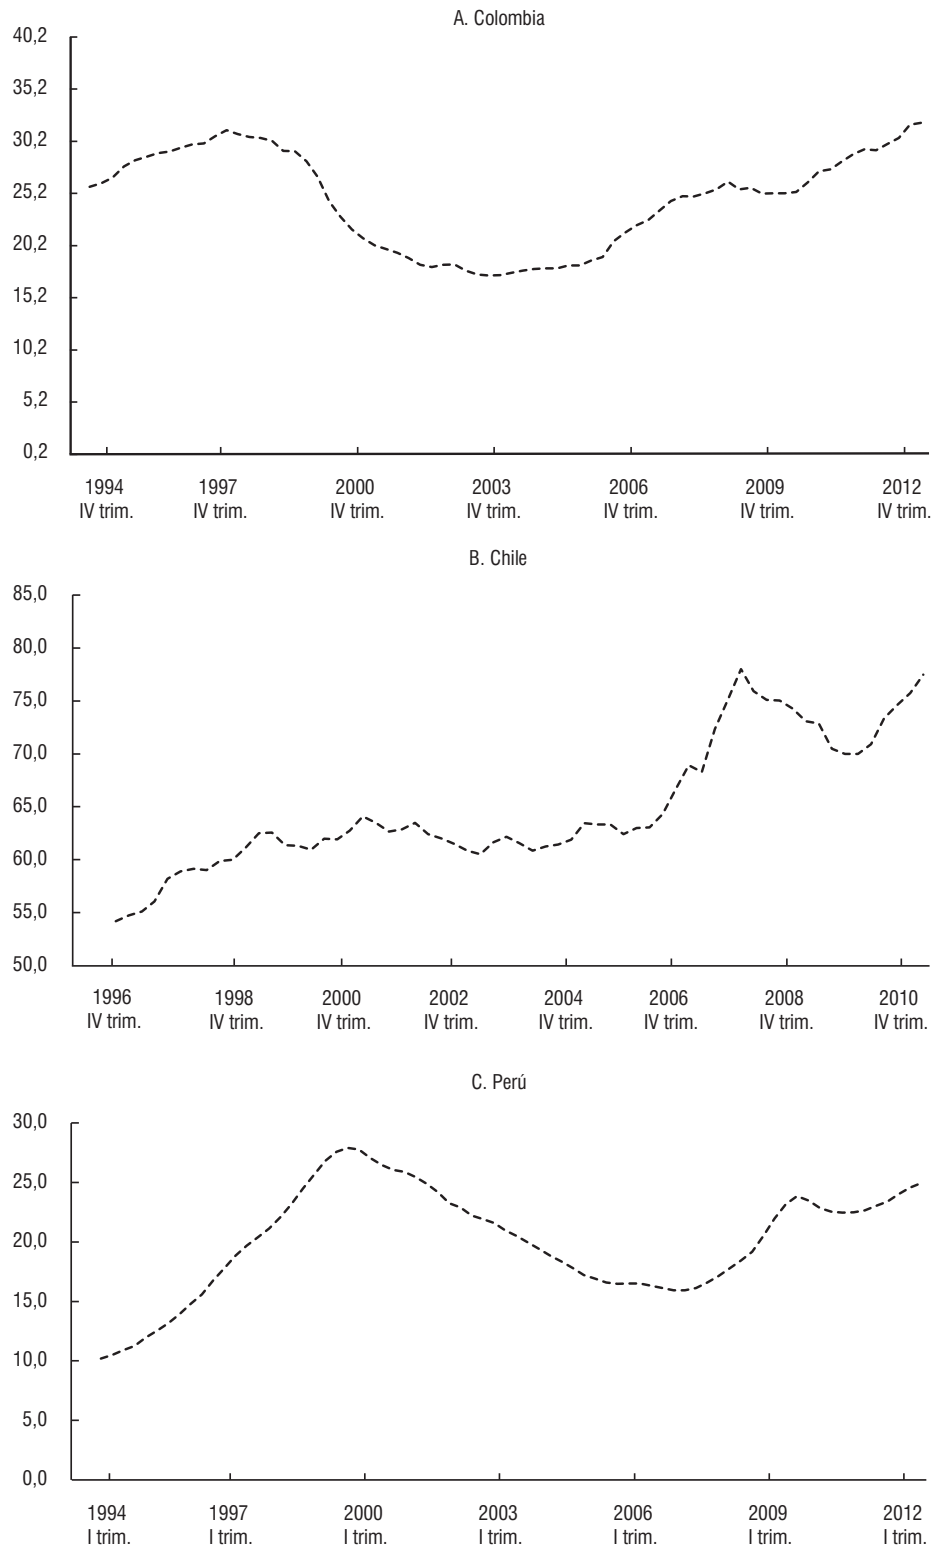 A. Colombia
40,2
35,2
30,2
25,2
20,2
15,2
10,2
5,2
0,2
1994 1997 2000 2003 2006 2009 2012
IV trim. IV trim. IV trim. IV trim. IV trim. IV trim. IV trim.
B. Chile
85,0
80,0
75,0
70,0
65,0
60,0
55,0
50,0
1996 1998 2000 2002 2004 2006 2008 2010
IV trim. IV trim. IV trim. IV trim. IV trim. IV trim. IV trim. IV trim.
C. Perú
30,0
25,0
20,0
15,0
10,0
5,0
0,0
1994 1997 2000 2003 2006 2009 2012
I trim. I trim. I trim. I trim. I trim. I trim. I trim.